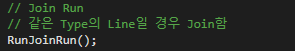 // Join Run
// 같은 Type의 Line일 경우 Join함
RunJoinRun();